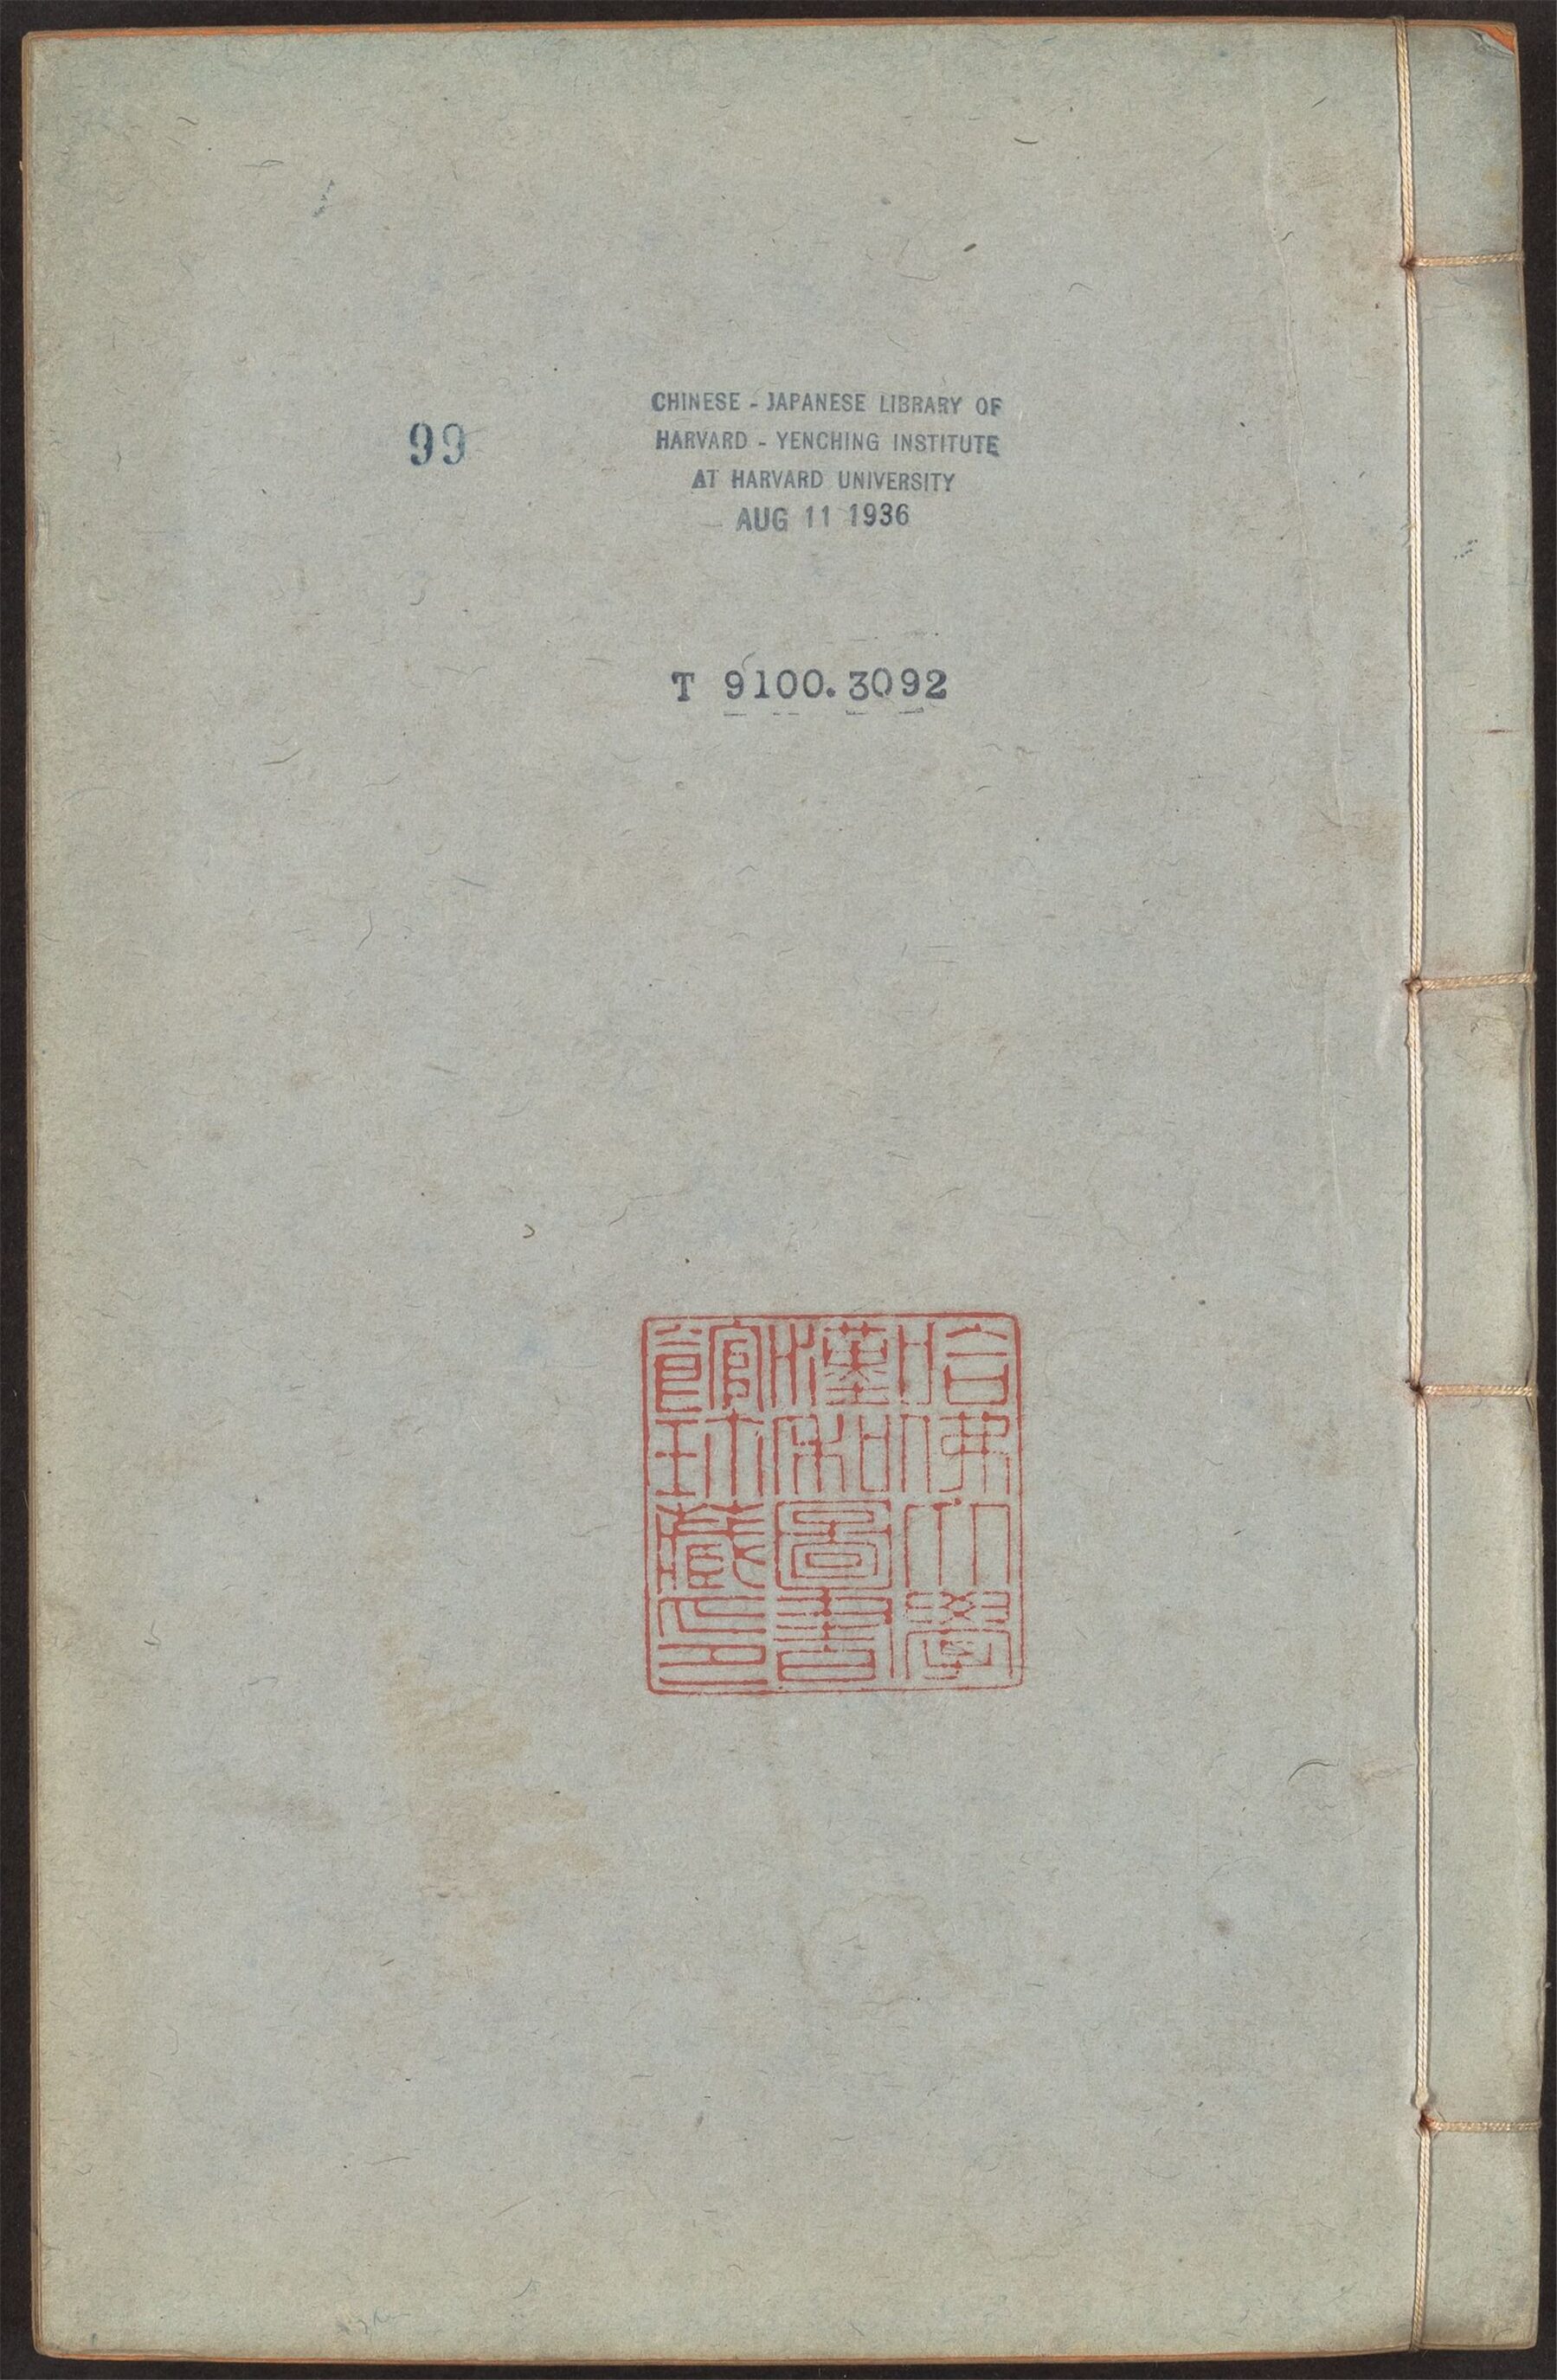 99
CHINESE - JAPANESE LIBRARY OF
HARVARD - YENCHING INSTITUTE
AT HARVARD UNIVERSITY
AUG 11 1936
T 9100.3092
哈佛大學
漢和圖書
館珍藏印